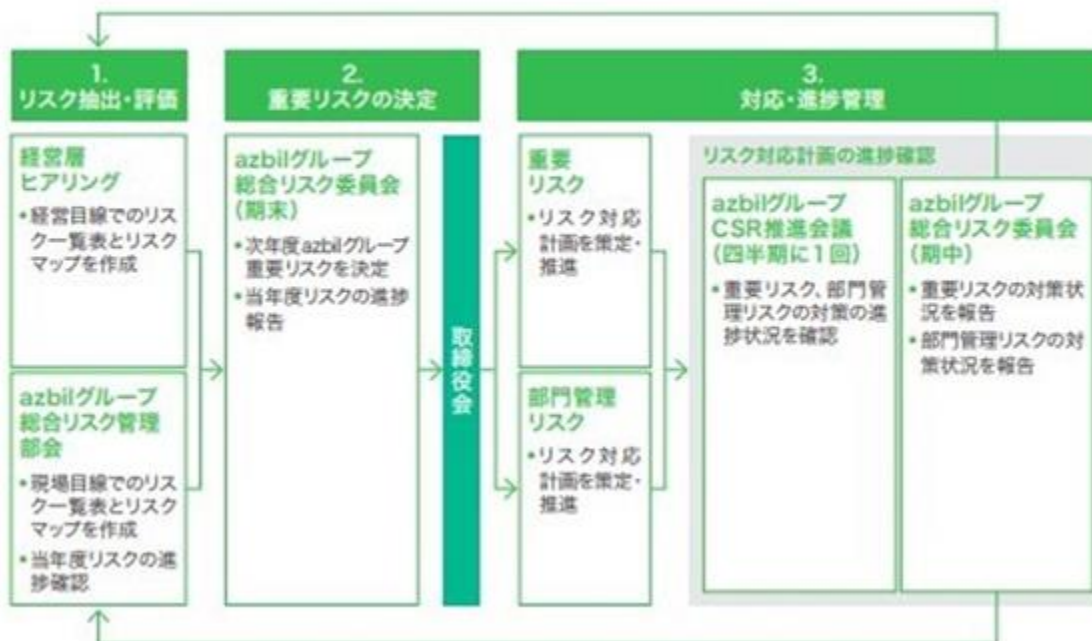 1.
リスク抽出・評価
経営層
ヒアリング
•経営目線でのリス
ク一覧表とリスク
マップを作成
azbilグループ
総合リスク管理
部会
•現場目線でのリス
ク一覧表とリスク
マップを作成
•当年度リスクの進
捗確認
2.
重要リスクの決定
azbilグループ
総合リスク委員会
(期末)
•次年度azbilグループ
重要リスクを決定
•当年度リスクの進捗
報告
取締役会
3.
対応・進捗管理
重要
リスク
•リスク対応
計画を策定・
推進
部門管理
リスク
•リスク対応
計画を策定・
推進
リスク対応計画の進捗確認
azbilグループ
CSR推進会議
(四半期に1回)
•重要リスク、部門管
理リスクの対策の進
捗状況を確認
azbilグループ
総合リスク委員会
(期中)
•重要リスクの対策状
況を報告
•部門管理リスクの対
策状況を報告